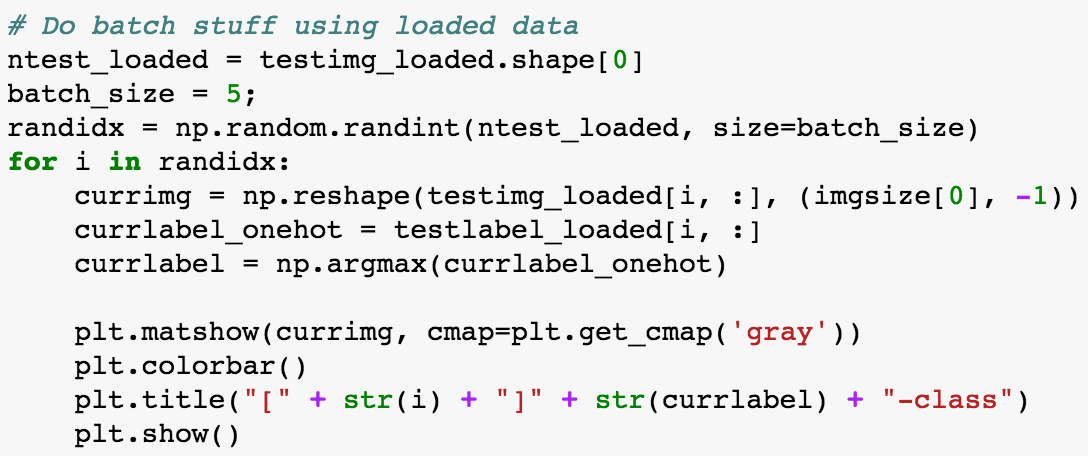 # Do batch stuff using loaded data
ntest_loaded = testimg_loaded.shape[0]
batch_size = 5;
randidx = np.random.randint(ntest_loaded, size=batch_size)
for i in randidx:
    currimg = np.reshape(testimg_loaded[i, :], (imgsize[0], -1))
    currlabel_onehot = testlabel_loaded[i, :]
    currlabel = np.argmax(currlabel_onehot)

    plt.matshow(currimg, cmap=plt.get_cmap('gray'))
    plt.colorbar()
    plt.title("[" + str(i) + "]" + str(currlabel) + "-class")
    plt.show()